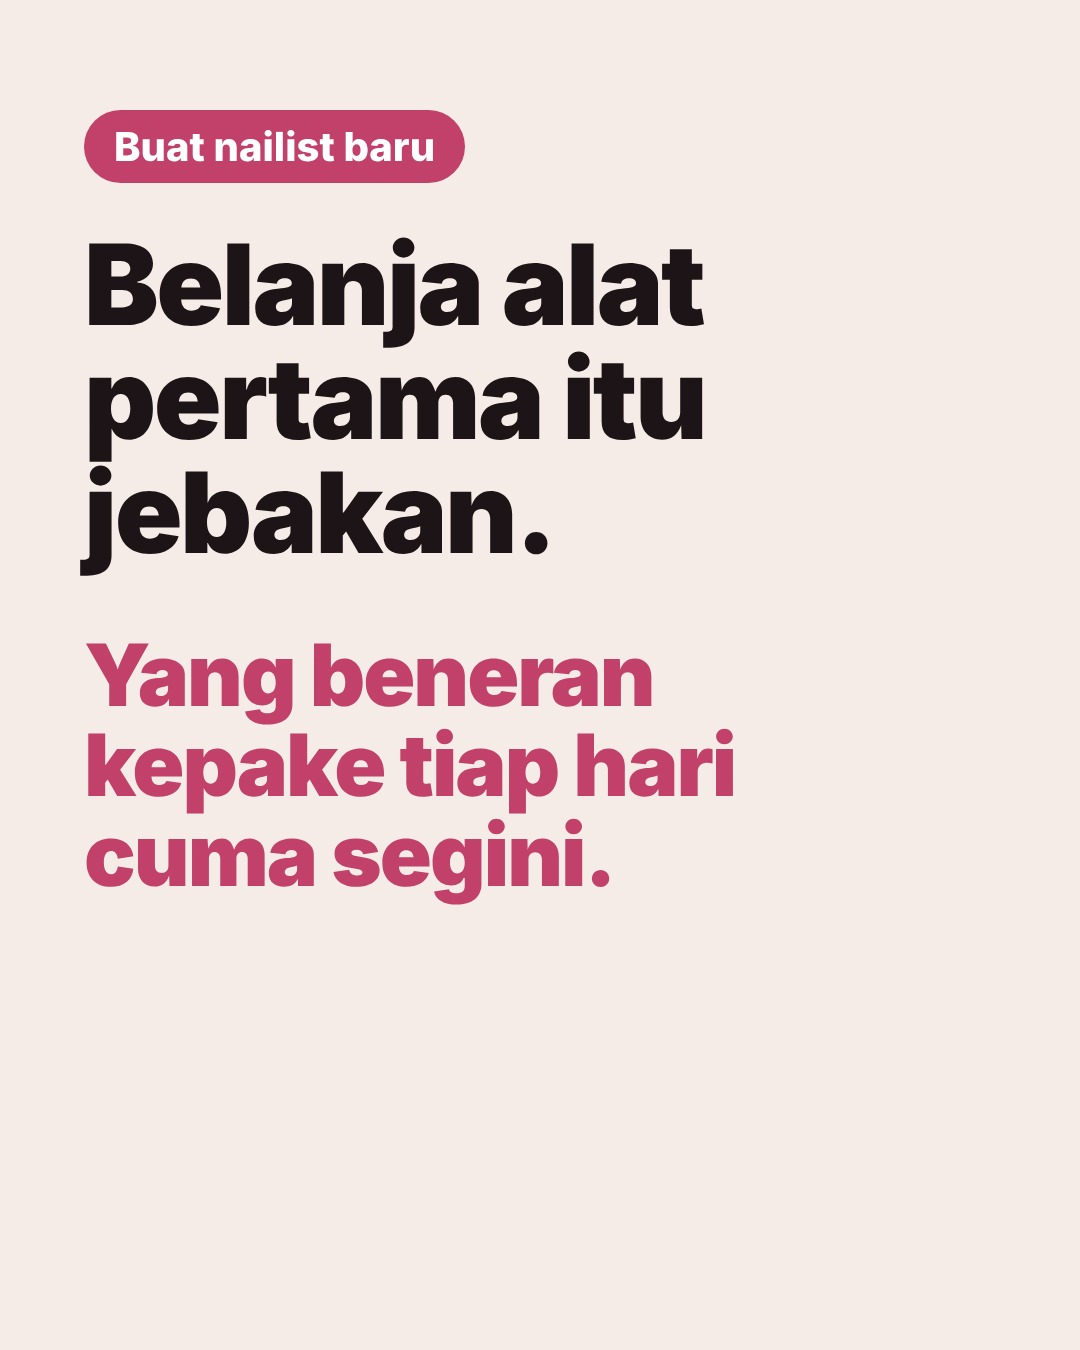 Buat nailist baru
Belanja alat
pertama itu
jebakan.
Yang beneran
kepake tiap hari
cuma segini.